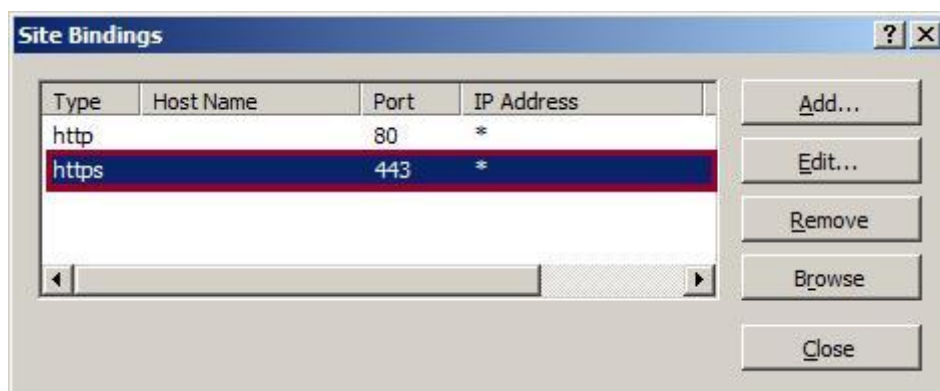 Site Bindings
? X
Type Host Name Port IP Address
http 80 *
https 443 *
Add...
Edit...
Remove
Browse
Close